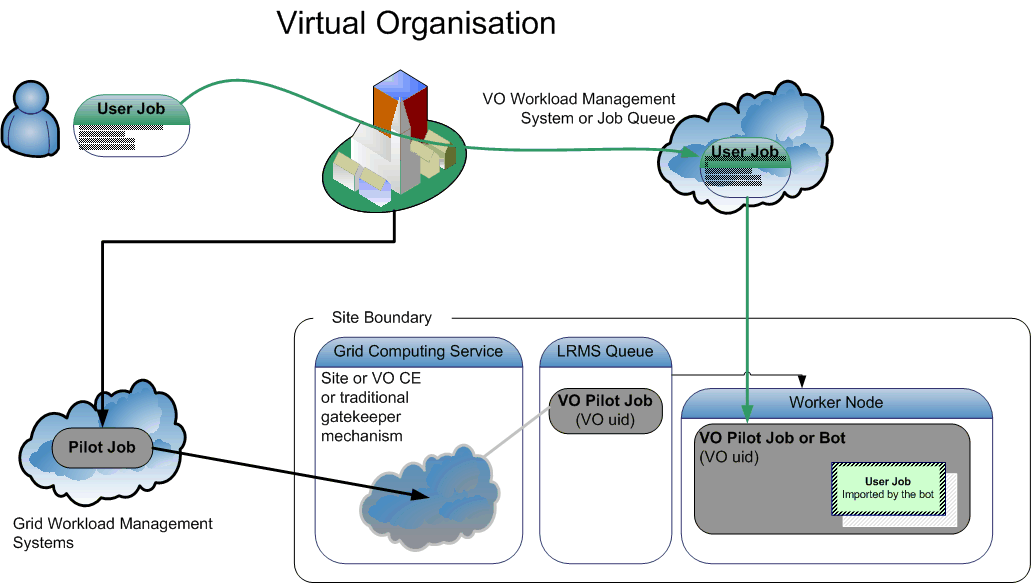 Virtual Organisation
User Job
VO Workload Management
System or Job Queue
User Job
Site Boundary
Grid Computing Service
Site or VO CE
or traditional
gatekeeper
mechanism
LRMS Queue
VO Pilot Job
(VO uid)
Worker Node
VO Pilot Job or Bot
(VO uid)
User Job
Imported by the bot
Pilot Job
Grid Workload Management
Systems